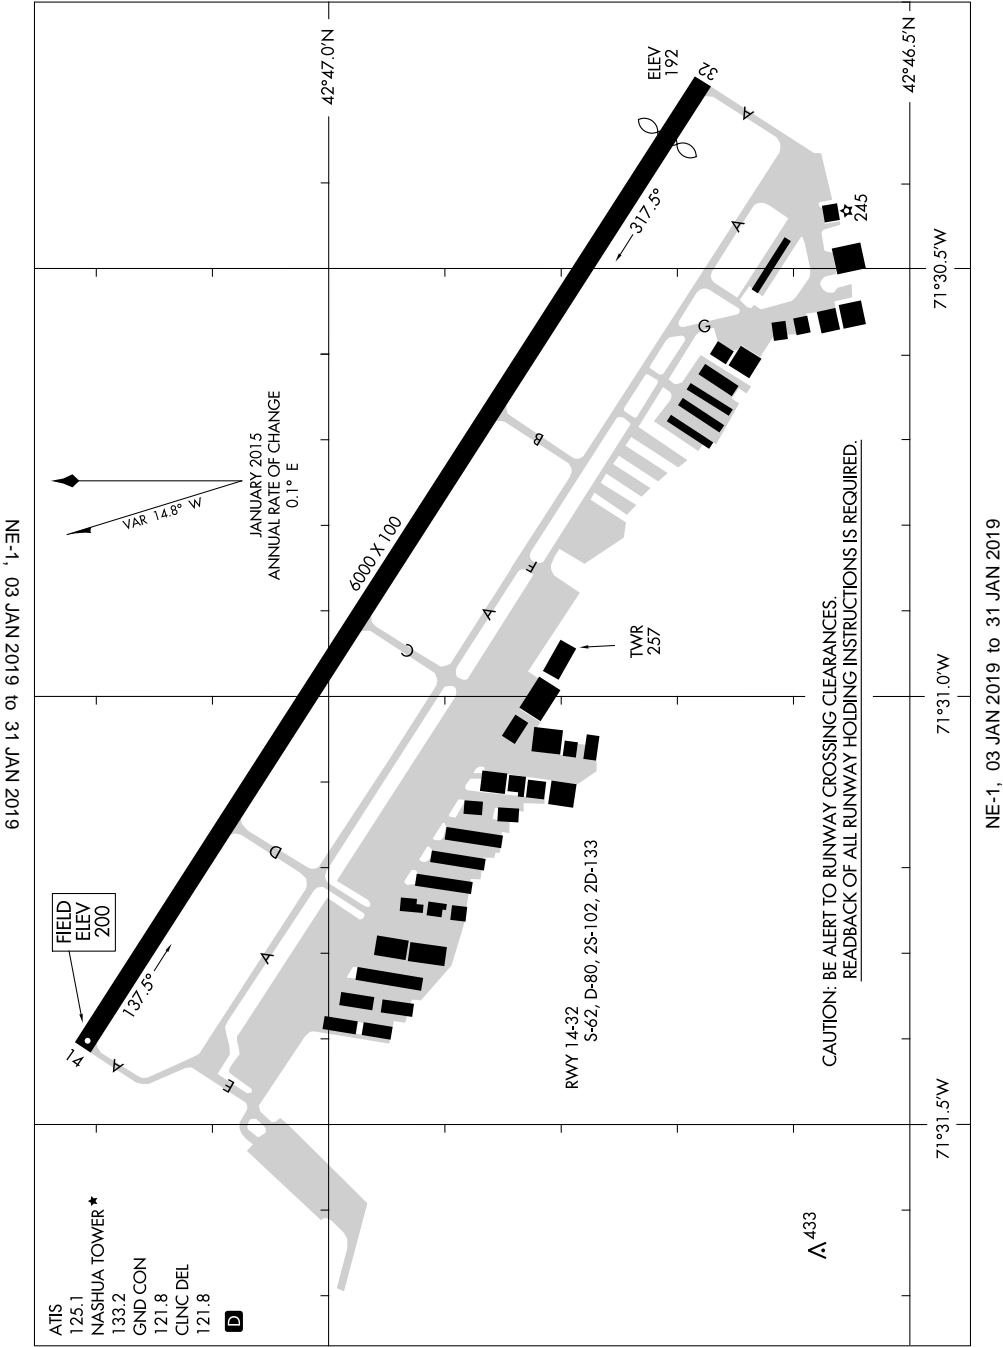 ATIS
125.1
NASHUA TOWER★
133.2
GND CON
121.8
CLNC DEL
121.8
D
FIELD
ELEV
200
14
A
137.5°
E
A
D
C
A
F
B
6000 X 100
VAR 14.8° W
JANUARY 2015
ANNUAL RATE OF CHANGE
0.1° E
42°47.0'N
ELEV
192
32
A
317.5°
A
G
245
42°46.5'N
71°30.5'W
TWR
257
71°31.0'W
71°31.5'W
RWY 14-32
S-62, D-80, 2S-102, 2D-133
CAUTION: BE ALERT TO RUNWAY CROSSING CLEARANCES.
READBACK OF ALL RUNWAY HOLDING INSTRUCTIONS IS REQUIRED.
433
NE-1, 03 JAN 2019 to 31 JAN 2019
NE-1, 03 JAN 2019 to 31 JAN 2019